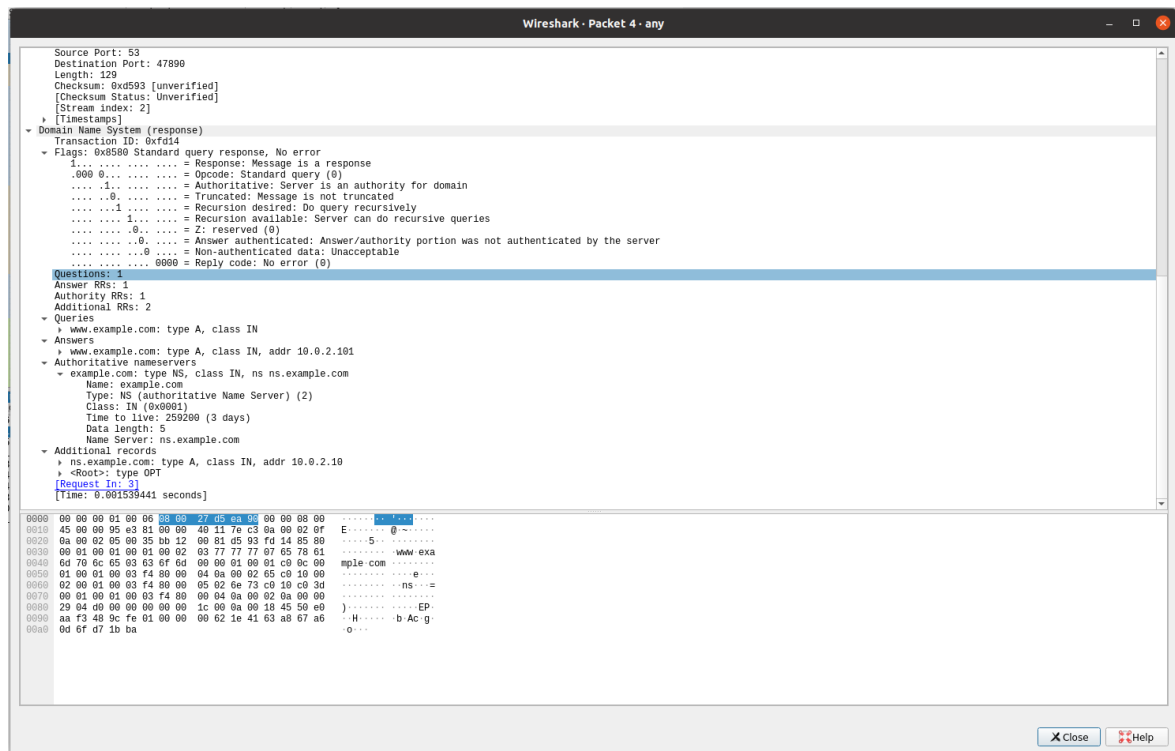 Wireshark · Packet 4 · any
Source Port: 53
Destination Port: 47890
Length: 129
Checksum: 0xd593 [unverified]
[Checksum Status: Unverified]
[Stream index: 2]
[Timestamps]
Domain Name System (response)
Transaction ID: 0xfd14
Flags: 0x8580 Standard query response, No error
1... .... .... .... = Response: Message is a response
.000 0... .... .... = Opcode: Standard query (0)
.... .1.. .... .... = Authoritative: Server is an authority for domain
.... ..0. .... .... = Truncated: Message is not truncated
.... ...1 .... .... = Recursion desired: Do query recursively
.... .... 1... .... = Recursion available: Server can do recursive queries
.... .... .0.. .... = Z: reserved (0)
.... .... ..0. .... = Answer authenticated: Answer/authority portion was not authenticated by the server
.... .... ...0 .... = Non-authenticated data: Unacceptable
.... .... .... 0000 = Reply code: No error (0)
Questions: 1
Answer RRs: 1
Authority RRs: 1
Additional RRs: 2
Queries
www.example.com: type A, class IN
Answers
www.example.com: type A, class IN, addr 10.0.2.101
Authoritative nameservers
example.com: type NS, class IN, ns ns.example.com
Name: example.com
Type: NS (authoritative Name Server) (2)
Class: IN (0x0001)
Time to live: 259200 (3 days)
Data length: 5
Name Server: ns.example.com
Additional records
ns.example.com: type A, class IN, addr 10.0.2.10
<Root>: type OPT
[Request In: 3]
[Time: 0.001539441 seconds]
0000 00 00 00 01 00 06 08 00 27 d5 ea 90 00 00 08 00 ········'·······
0010 45 00 00 95 e3 81 00 00 40 11 7e c3 0a 00 02 0f E·······@·~·····
0020 0a 00 02 05 00 35 bb 12 00 81 d5 93 fd 14 85 80 ·····5··········
0030 00 01 00 01 00 01 00 02 03 77 77 77 07 65 78 61 ·········www·exa
0040 6d 70 6c 65 03 63 6f 6d 00 00 01 00 01 c0 0c 00 mple·com········
0050 01 00 01 00 03 f4 80 00 04 0a 00 02 65 c0 10 00 ············e···
0060 02 00 01 00 03 f4 80 00 05 02 6e 73 c0 10 c0 3d ··········ns···=
0070 00 01 00 01 00 03 f4 80 00 04 0a 00 02 0a 00 00 ················
0080 29 04 d0 00 00 00 00 00 1c 00 0a 00 18 45 50 e0 )············EP·
0090 aa f3 48 9c fe 01 00 00 00 62 1e 41 63 a8 67 a6 ··H······b·Ac·g·
00a0 0d 6f d7 1b ba ·o···
Close
Help